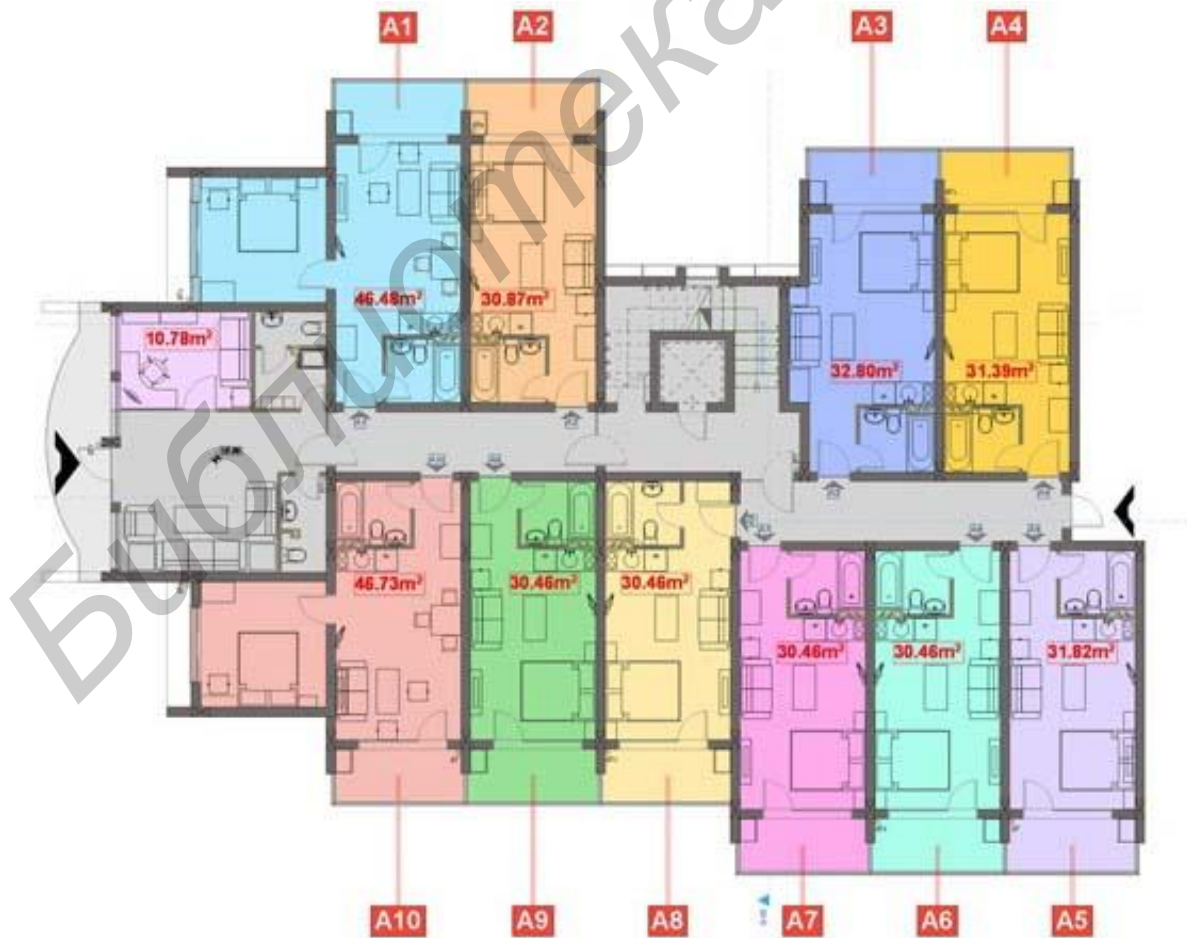 A1
A2
A3
A4
46.48m²
30.87m²
10.78m²
32.80m²
31.39m²
46.73m²
30.46m²
30.46m²
30.46m²
30.46m²
31.82m²
A10
A9
A8
A7
A6
A5
Библиотека